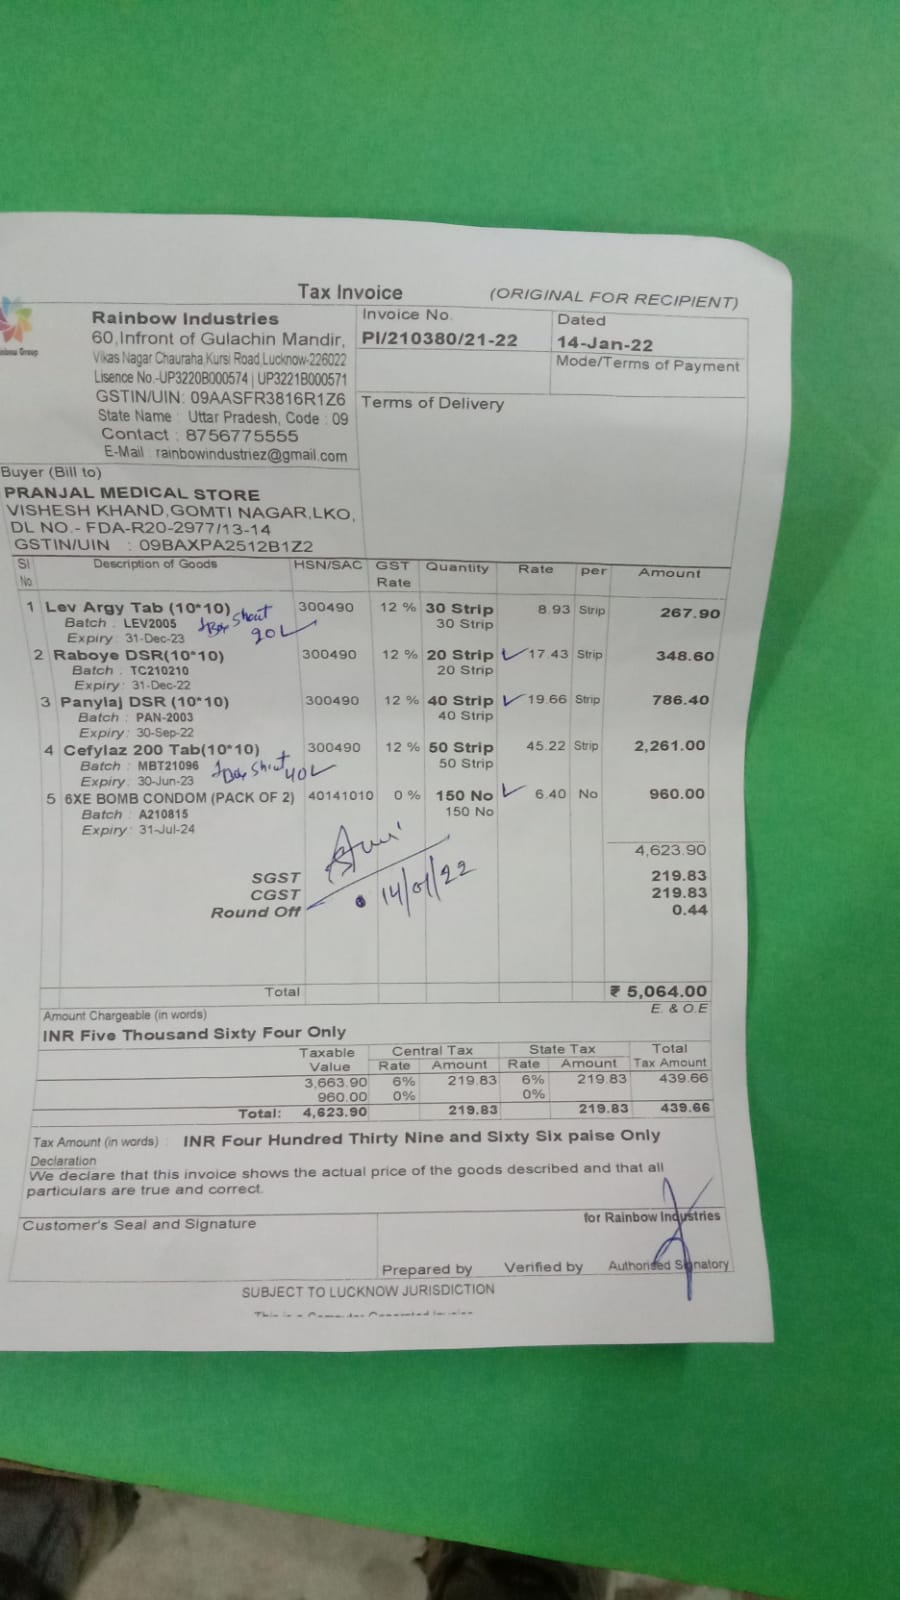 Tax Invoice
(ORIGINAL FOR RECIPIENT)
Rainbow Industries
60,Infront of Gulachin Mandir,
Vikas Nagar Chauraha,Kursi Road,Lucknow-226022
Lisence No.-UP3220B000574 | UP3221B000571
GSTIN/UIN: 09AASFR3816R1Z6
State Name : Uttar Pradesh, Code : 09
Contact : 8756775555
E-Mail : rainbowindustriez@gmail.com
Invoice No.
PI/210380/21-22
Dated
14-Jan-22
Mode/Terms of Payment
Terms of Delivery
Buyer (Bill to)
PRANJAL MEDICAL STORE
VISHESH KHAND,GOMTI NAGAR,LKO,
DL NO.- FDA-R20-2977/13-14
GSTIN/UIN : 09BAXPA2512B1Z2
Sl No. Description of Goods HSN/SAC GST Rate Quantity Rate per Amount
1 Lev Argy Tab (10*10) 300490 12 % 30 Strip 8.93 Strip 267.90
Batch : LEV2005 30 Strip
1 Box Short
20
Expiry : 31-Dec-23
2 Raboye DSR(10*10) 300490 12 % 20 Strip 17.43 Strip 348.60
Batch : TC210210 20 Strip
Expiry : 31-Dec-22
3 Panylaj DSR (10*10) 300490 12 % 40 Strip 19.66 Strip 786.40
Batch : PAN-2003 40 Strip
Expiry : 30-Sep-22
4 Cefylaz 200 Tab(10*10) 300490 12 % 50 Strip 45.22 Strip 2,261.00
Batch : MBT21096 50 Strip
1 Box Short
40
Expiry : 30-Jun-23
5 6XE BOMB CONDOM (PACK OF 2) 40141010 0 % 150 No 6.40 No 960.00
Batch : A210815 150 No
Expiry : 31-Jul-24
4,623.90
SGST 219.83
CGST 219.83
Round Off 0.44
14/01/22
Total ₹ 5,064.00
Amount Chargeable (in words) E. & O.E
INR Five Thousand Sixty Four Only
Taxable Value Central Tax State Tax Total Tax Amount
Rate Amount Rate Amount
3,663.90 6% 219.83 6% 219.83 439.66
960.00 0% 0%
Total: 4,623.90 219.83 219.83 439.66
Tax Amount (in words) : INR Four Hundred Thirty Nine and Sixty Six paise Only
Declaration
We declare that this invoice shows the actual price of the goods described and that all
particulars are true and correct.
Customer's Seal and Signature
for Rainbow Industries
Prepared by Verified by Authorised Signatory
SUBJECT TO LUCKNOW JURISDICTION
This is a Computer Generated Invoice